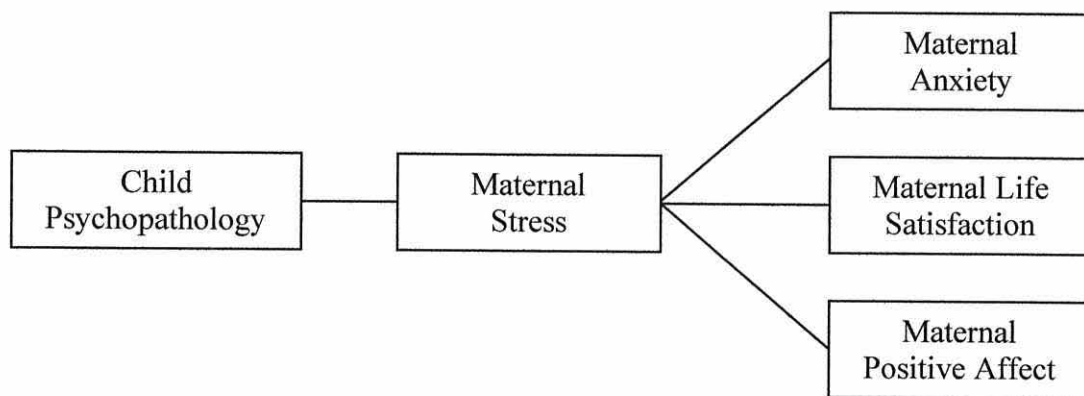 Maternal
Anxiety
Child
Psychopathology
Maternal
Stress
Maternal Life
Satisfaction
Maternal
Positive Affect